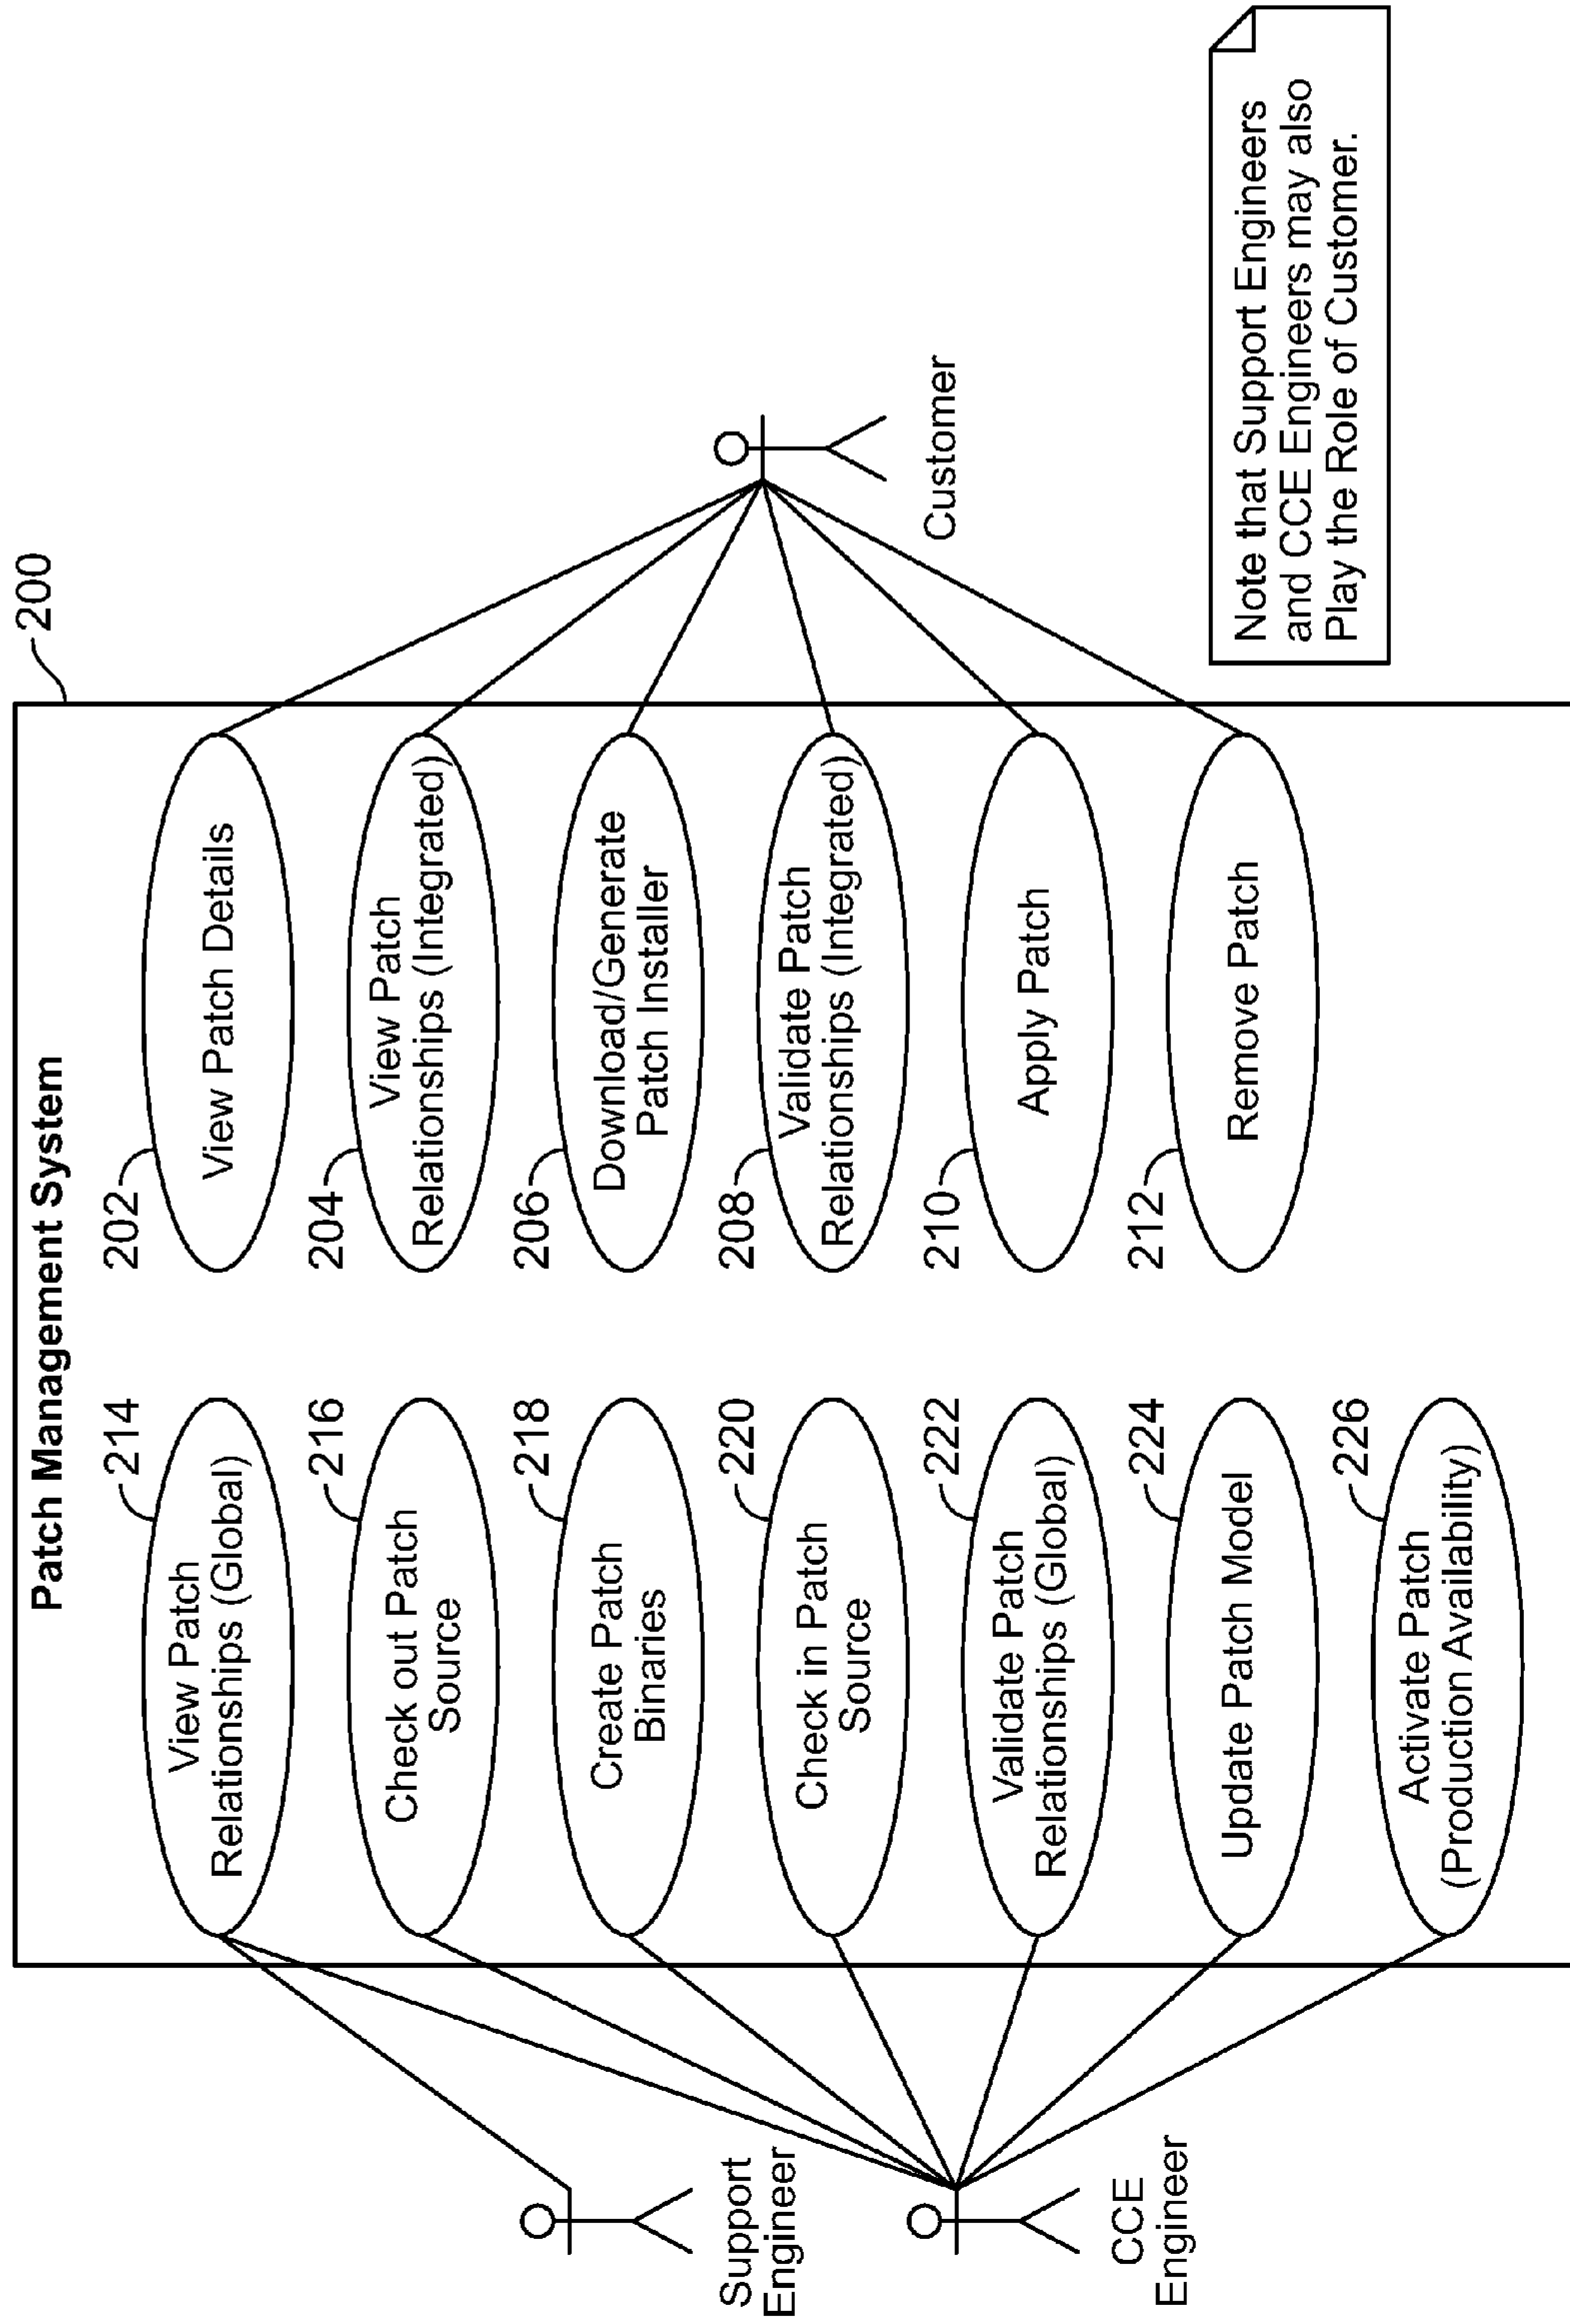 Patch Management System
200
214
View Patch
Relationships (Global)
216
Check out Patch
Source
218
Create Patch
Binaries
220
Check in Patch
Source
222
Validate Patch
Relationships (Global)
224
Update Patch Model
226
Activate Patch
(Production Availability)
202
View Patch Details
204
View Patch
Relationships (Integrated)
206
Download/Generate
Patch Installer
208
Validate Patch
Relationships (Integrated)
210
Apply Patch
212
Remove Patch
Support
Engineer
CCE
Engineer
Customer
Note that Support Engineers
and CCE Engineers may also
Play the Role of Customer.